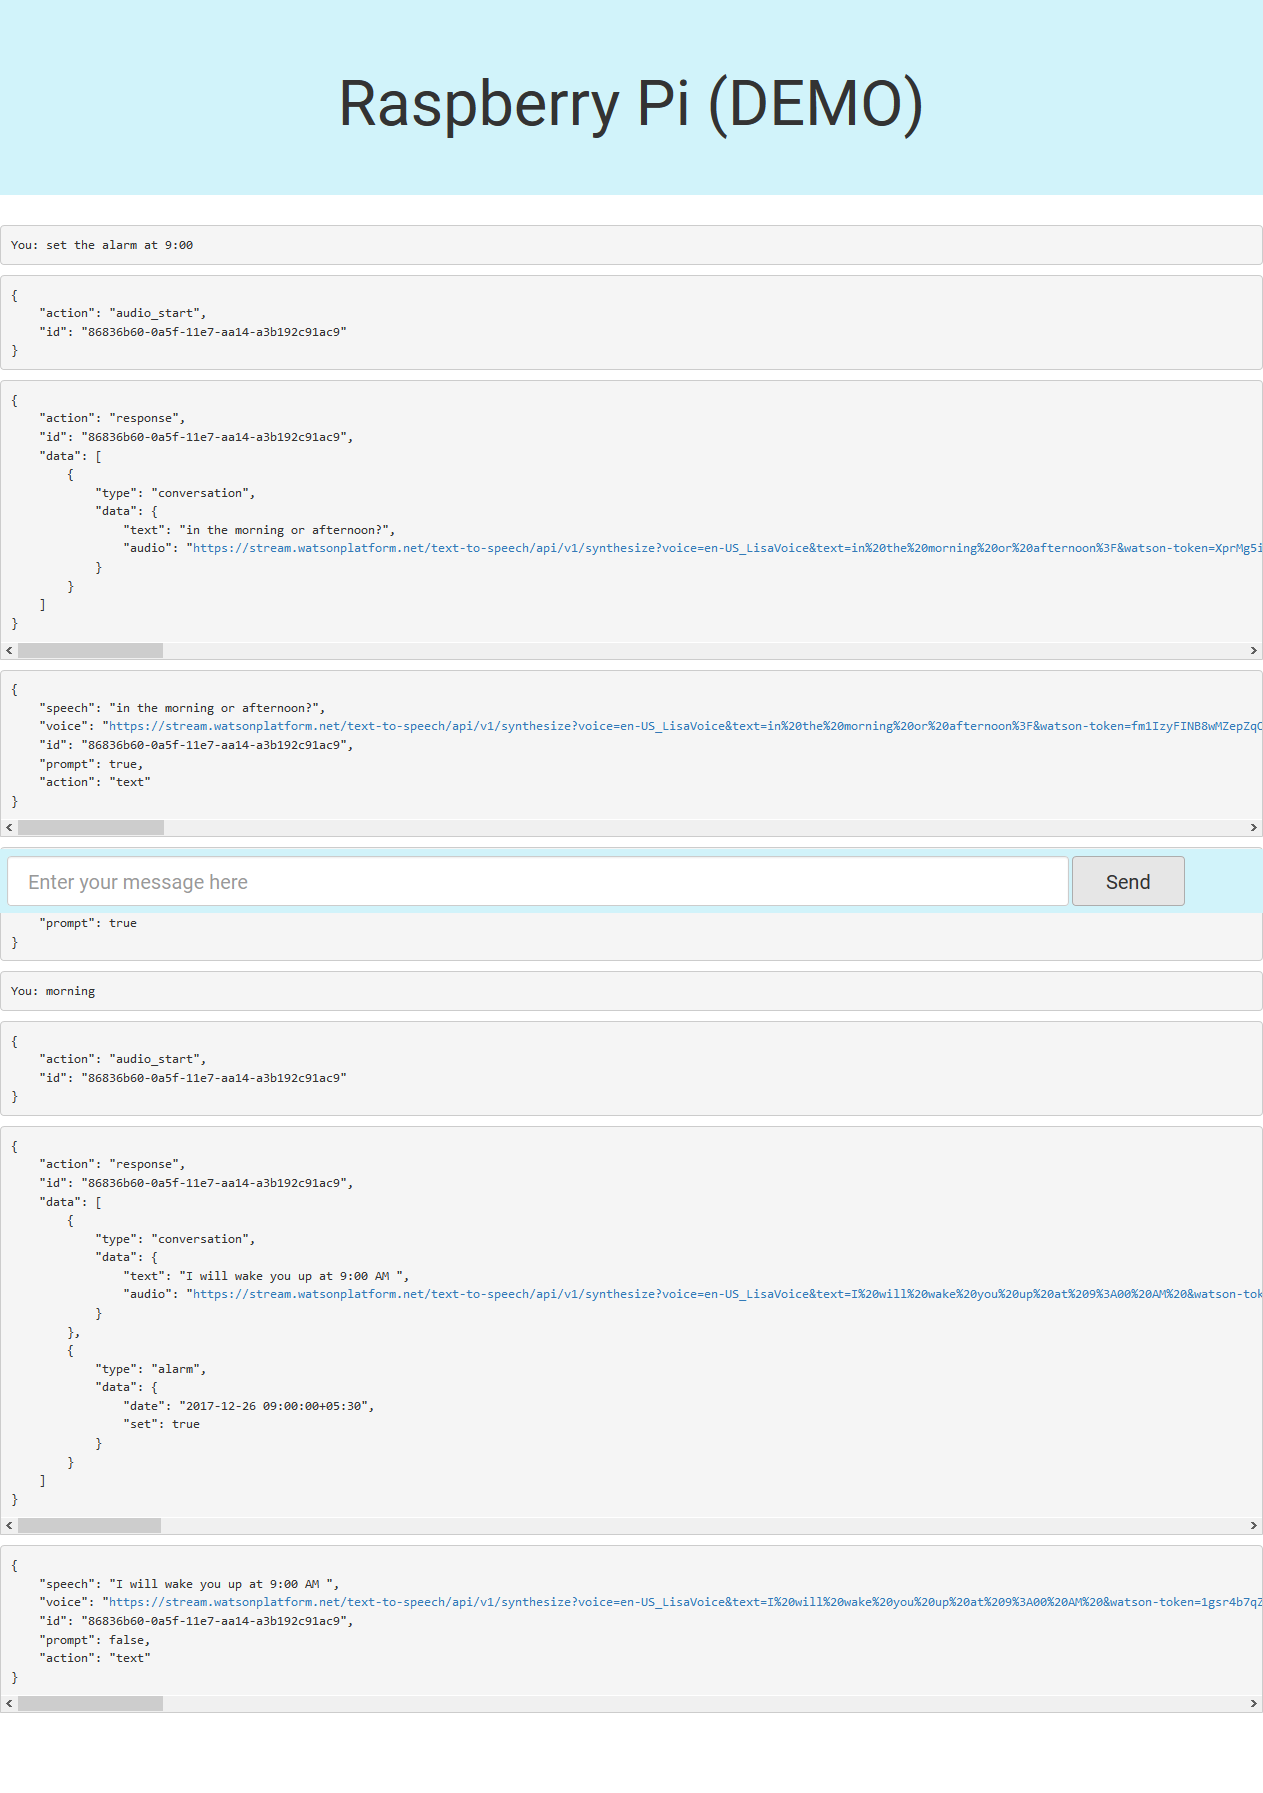 Raspberry Pi (DEMO)
You: set the alarm at 9:00
{
    "action": "audio_start",
    "id": "86836b60-0a5f-11e7-aa14-a3b192c91ac9"
}
{
    "action": "response",
    "id": "86836b60-0a5f-11e7-aa14-a3b192c91ac9",
    "data": [
        {
            "type": "conversation",
            "data": {
                "text": "in the morning or afternoon?",
                "audio": "https://stream.watsonplatform.net/text-to-speech/api/v1/synthesize?voice=en-US_LisaVoice&text=in%20the%20morning%20or%20afternoon%3F&watson-token=XprMg5i
            }
        }
    ]
}
{
    "speech": "in the morning or afternoon?",
    "voice": "https://stream.watsonplatform.net/text-to-speech/api/v1/synthesize?voice=en-US_LisaVoice&text=in%20the%20morning%20or%20afternoon%3F&watson-token=fm1IzyFINB8wMZepZqC
    "id": "86836b60-0a5f-11e7-aa14-a3b192c91ac9",
    "prompt": true,
    "action": "text"
}
Enter your message here Send
    "prompt": true
}
You: morning
{
    "action": "audio_start",
    "id": "86836b60-0a5f-11e7-aa14-a3b192c91ac9"
}
{
    "action": "response",
    "id": "86836b60-0a5f-11e7-aa14-a3b192c91ac9",
    "data": [
        {
            "type": "conversation",
            "data": {
                "text": "I will wake you up at 9:00 AM ",
                "audio": "https://stream.watsonplatform.net/text-to-speech/api/v1/synthesize?voice=en-US_LisaVoice&text=I%20will%20wake%20you%20up%20at%209%3A00%20AM%20&watson-tok
            }
        },
        {
            "type": "alarm",
            "data": {
                "date": "2017-12-26 09:00:00+05:30",
                "set": true
            }
        }
    ]
}
{
    "speech": "I will wake you up at 9:00 AM ",
    "voice": "https://stream.watsonplatform.net/text-to-speech/api/v1/synthesize?voice=en-US_LisaVoice&text=I%20will%20wake%20you%20up%20at%209%3A00%20AM%20&watson-token=1gsr4b7qZ
    "id": "86836b60-0a5f-11e7-aa14-a3b192c91ac9",
    "prompt": false,
    "action": "text"
}